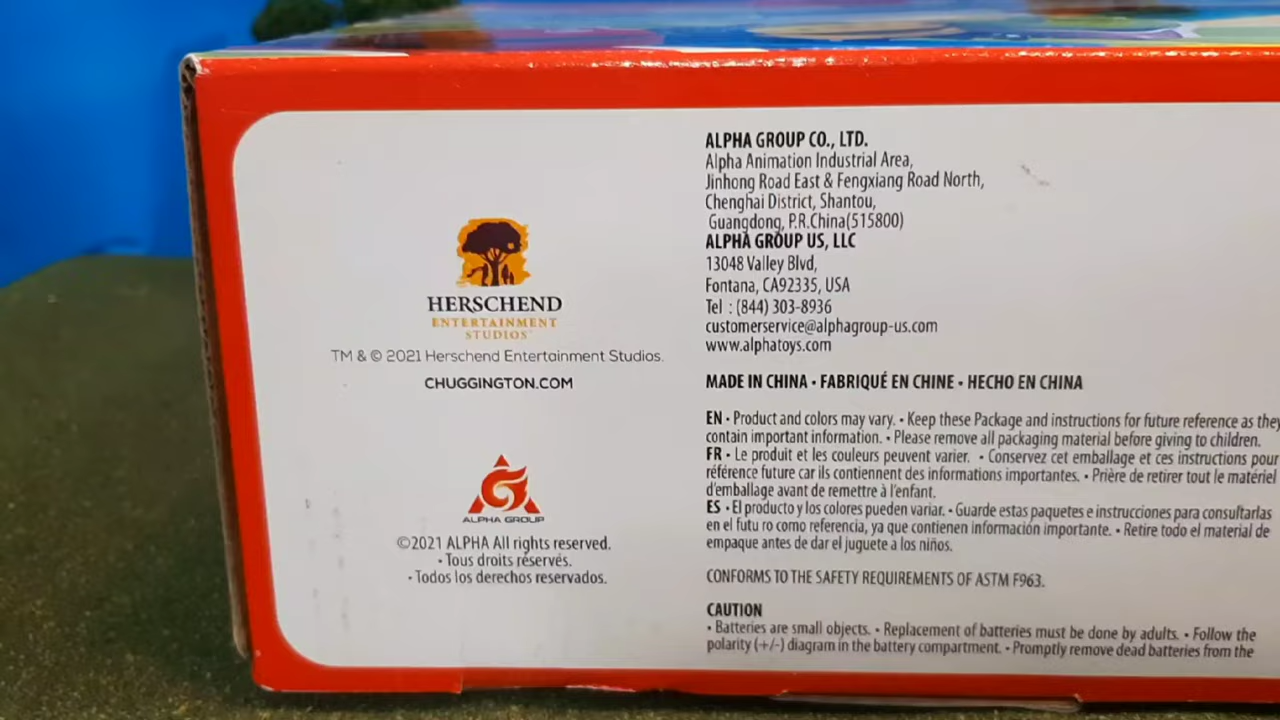 HERSCHEND
ENTERTAINMENT
STUDIOS
TM & © 2021 Herschend Entertainment Studios.
CHUGGINGTON.COM
ALPHA GROUP
©2021 ALPHA All rights reserved.
• Tous droits réservés.
• Todos los derechos reservados.
ALPHA GROUP CO., LTD.
Alpha Animation Industrial Area,
Jinhong Road East & Fengxiang Road North,
Chenghai District, Shantou,
Guangdong, P.R.China(515800)
ALPHA GROUP US, LLC
13048 Valley Blvd,
Fontana, CA92335, USA
Tel : (844) 303-8936
customerservice@alphagroup-us.com
www.alphatoys.com
MADE IN CHINA • FABRIQUÉ EN CHINE • HECHO EN CHINA
EN • Product and colors may vary. • Keep these Package and instructions for future reference as they
contain important information. • Please remove all packaging material before giving to children.
FR • Le produit et les couleurs peuvent varier. • Conservez cet emballage et ces instructions pour
référence future car ils contiennent des informations importantes. • Prière de retirer tout le matériel
d'emballage avant de remettre à l'enfant.
ES • El producto y los colores pueden variar. • Guarde estas paquetes e instrucciones para consultarlas
en el futu ro como referencia, ya que contienen información importante. • Retire todo el material de
empaque antes de dar el juguete a los niños.
CONFORMS TO THE SAFETY REQUIREMENTS OF ASTM F963.
CAUTION
• Batteries are small objects. • Replacement of batteries must be done by adults. • Follow the
polarity (+/-) diagram in the battery compartment. • Promptly remove dead batteries from the